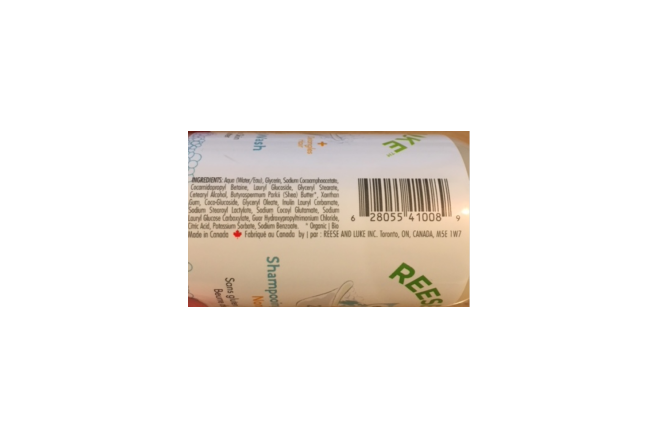 UKE™
Wash
INGREDIENTS: Aqua (Water/Eau), Glycerin, Sodium Cocoamphoacetate,
Cocamidopropyl Betaine, Lauryl Glucoside, Glyceryl Stearate,
Cetearyl Alcohol, Butyrospermum Parkii (Shea) Butter*, Xanthan
Gum, Coco-Glucoside, Glyceryl Oleate, Inulin Lauryl Carbamate,
Sodium Stearoyl Lactylate, Sodium Cocoyl Glutamate, Sodium
Lauryl Glucose Carboxylate, Guar Hydroxypropyltrimonium Chloride,
Citric Acid, Potassium Sorbate, Sodium Benzoate. * Organic | Bio
Made in Canada Fabriqué au Canada by | par : REESE AND LUKE INC. Toronto, ON, CANADA, M5E 1W7
6 28055 41008 9
Shampooi
Sans
REES